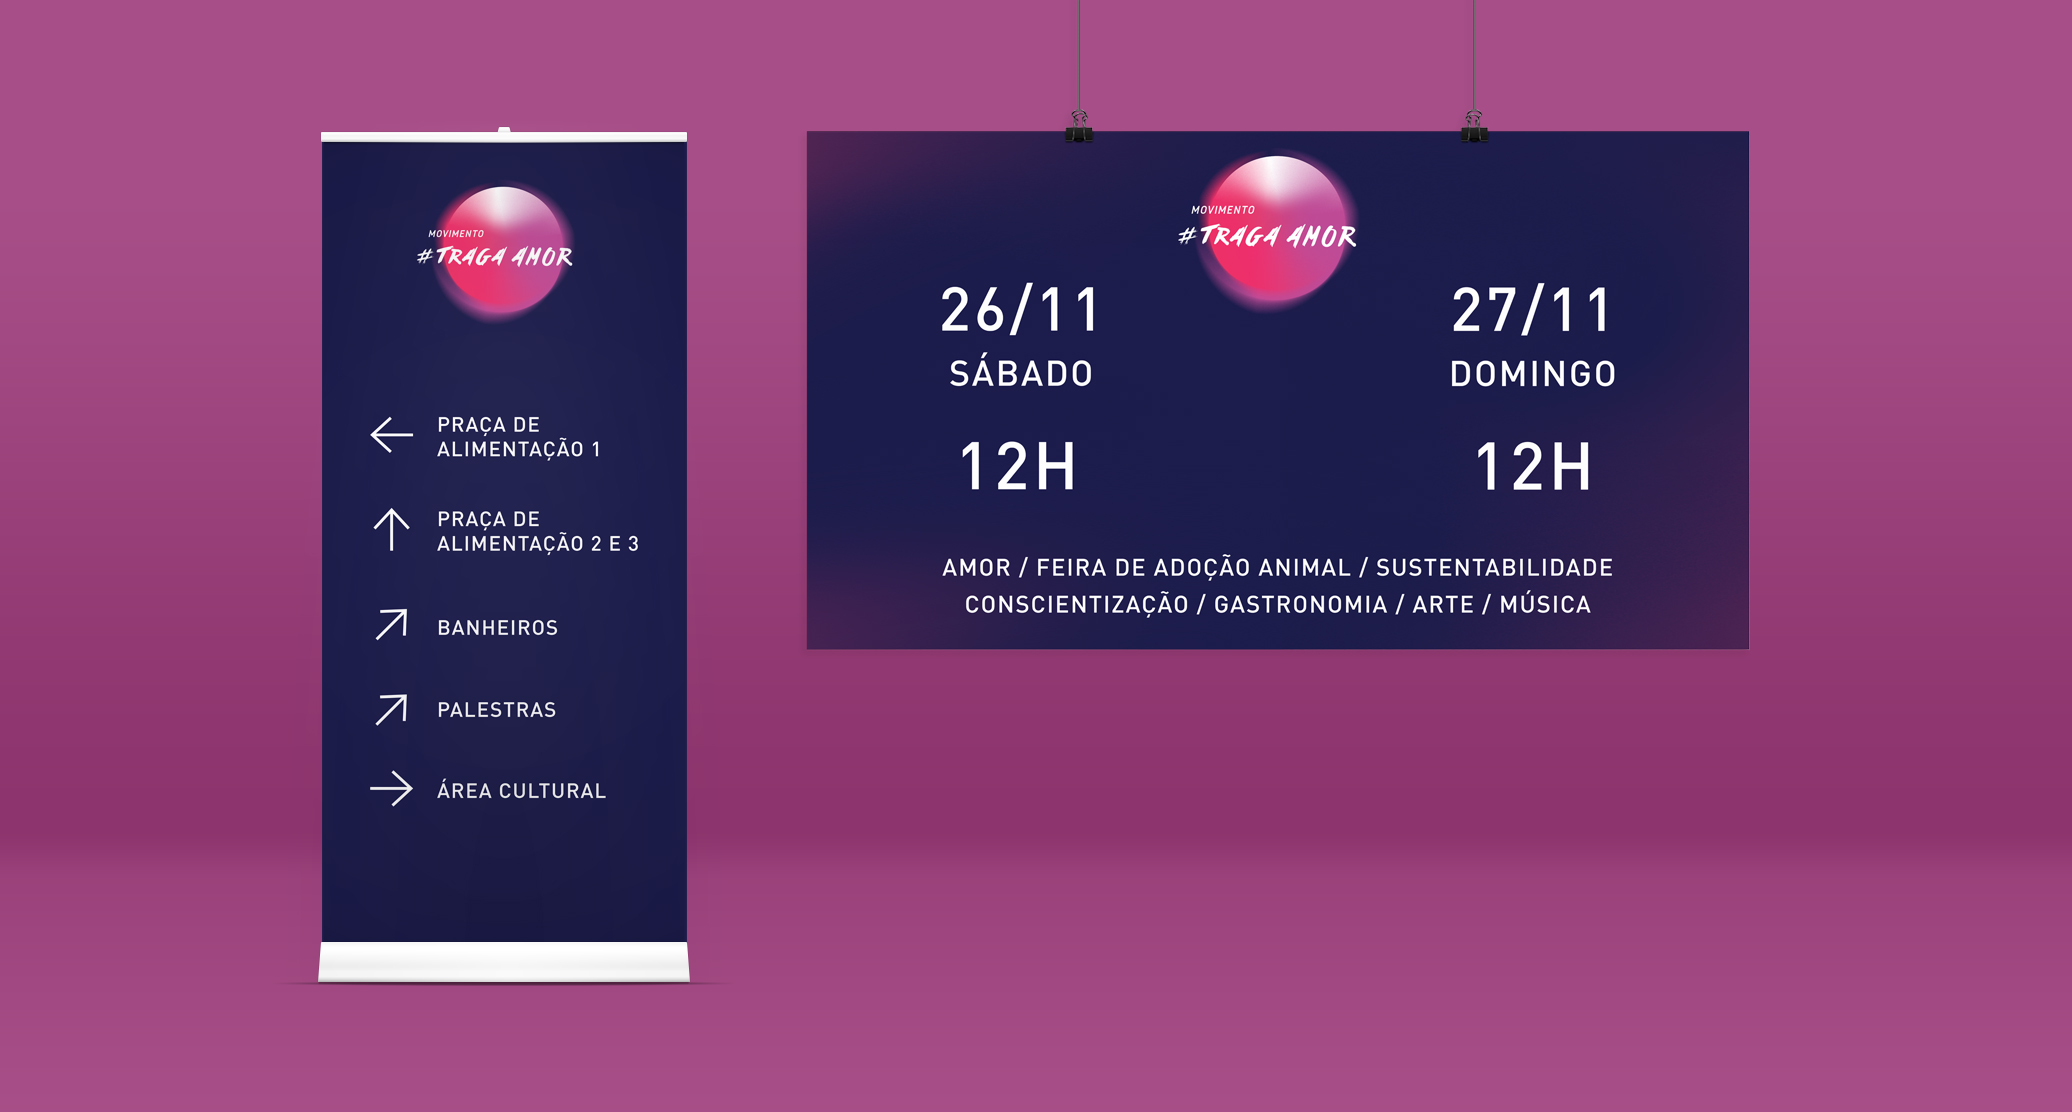 MOVIMENTO
#TRAGA AMOR
PRAÇA DE
ALIMENTAÇÃO 1
PRAÇA DE
ALIMENTAÇÃO 2 E 3
BANHEIROS
PALESTRAS
ÁREA CULTURAL
MOVIMENTO
#TRAGA AMOR
26/11
SÁBADO
12H
27/11
DOMINGO
12H
AMOR / FEIRA DE ADOÇÃO ANIMAL / SUSTENTABILIDADE
CONSCIENTIZAÇÃO / GASTRONOMIA / ARTE / MÚSICA